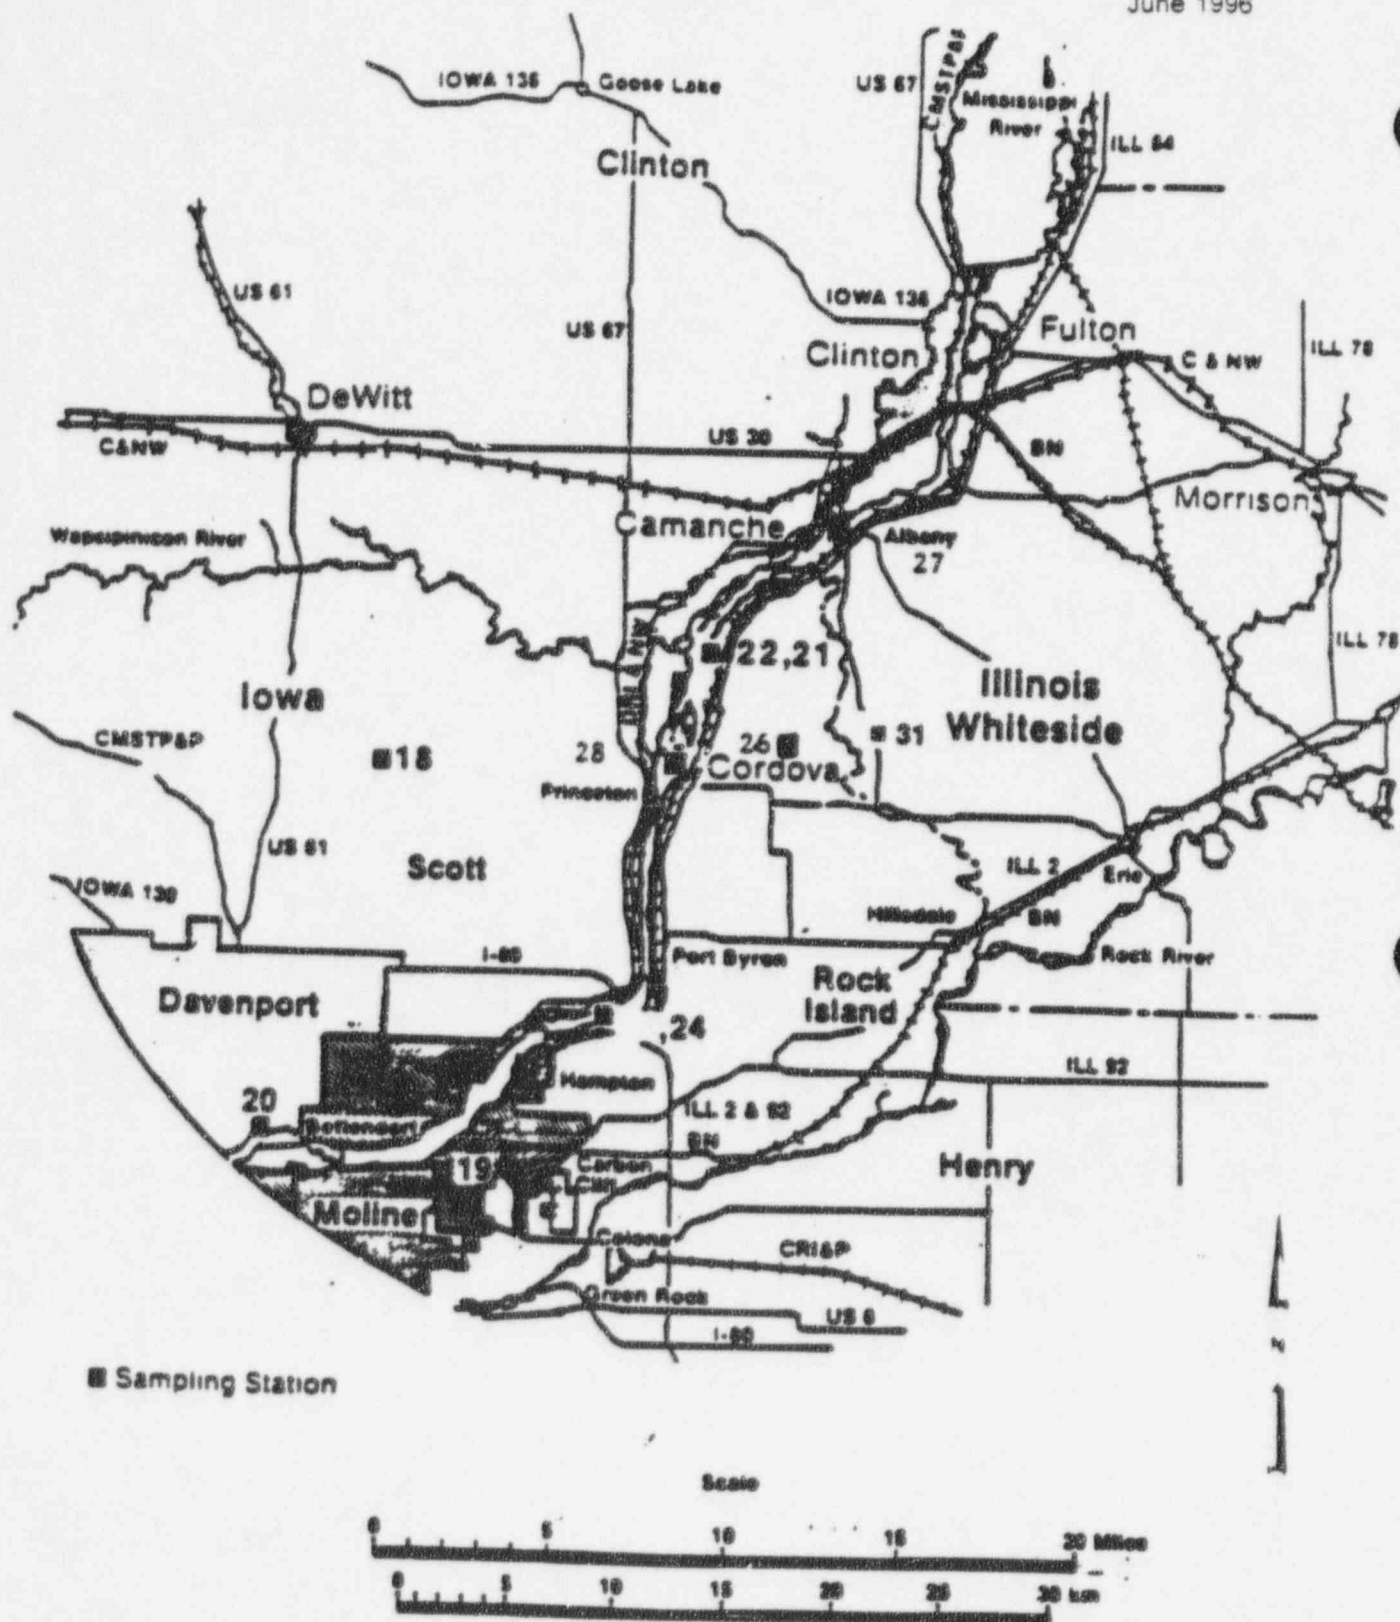 June 1996
IOWA 136
Goose Lake
US 67
CMSTP&P
Mississippi
River
ILL 84
Clinton
US 61
US 67
IOWA 136
Fulton
Clinton
C & NW
ILL 78
DeWitt
C&NW
US 30
BN
Morrison
Camanche
Albany
27
Wapsipinicon River
22,21
ILL 78
Illinois
Whiteside
Iowa
CMSTP&P
18
28
26
31
Cordova
Princeton
US 61
Scott
ILL 2
Erie
IOWA 130
Hillsdale
BN
I-80
Port Byron
Rock River
Davenport
Rock
Island
,24
Hampton
ILL 92
20
Bettendorf
ILL 2 & 92
BN
19
Carbon
Cliff
Henry
Moline
Colona
CRI&P
Green Rock
US 6
I-80
N
Sampling Station
Scale
0 5 10 15 20 Miles
0 5 10 15 20 25 30 km